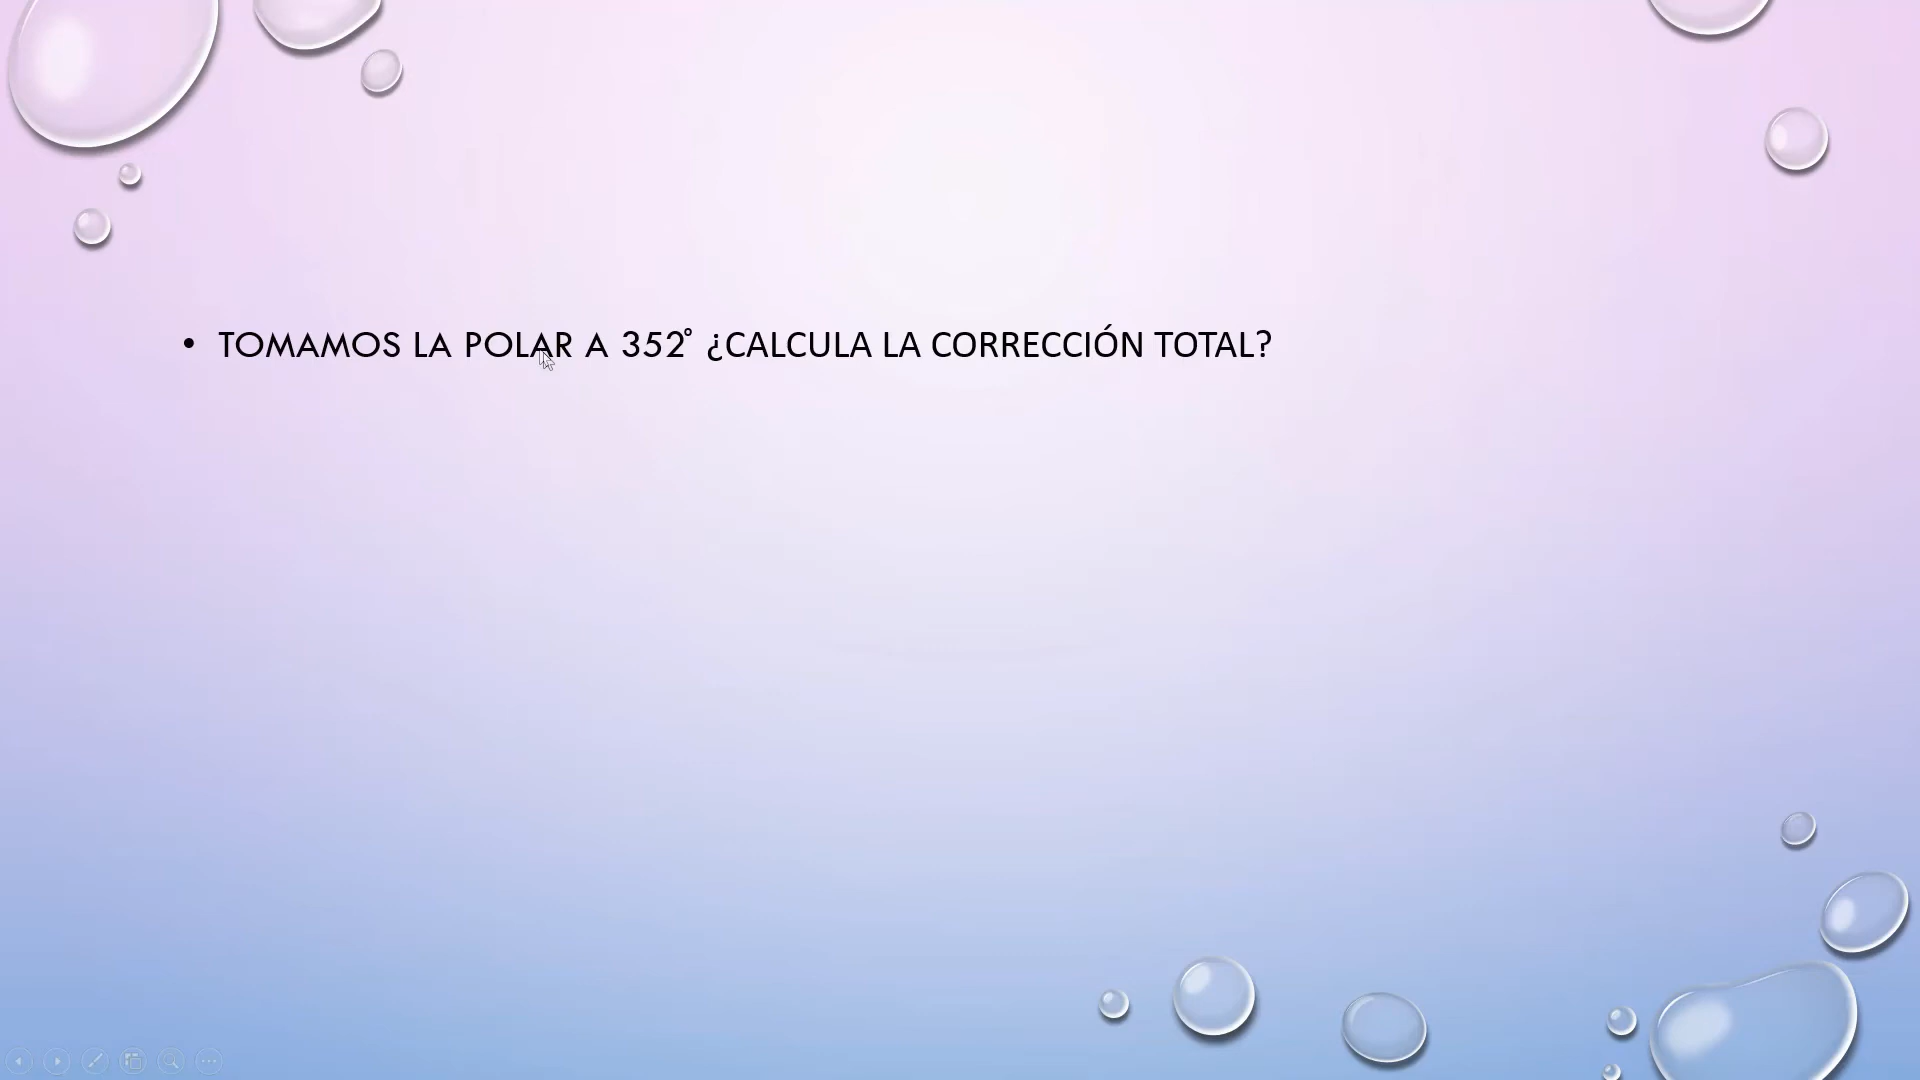 • TOMAMOS LA POLAR A 352° ¿CALCULA LA CORRECCIÓN TOTAL?